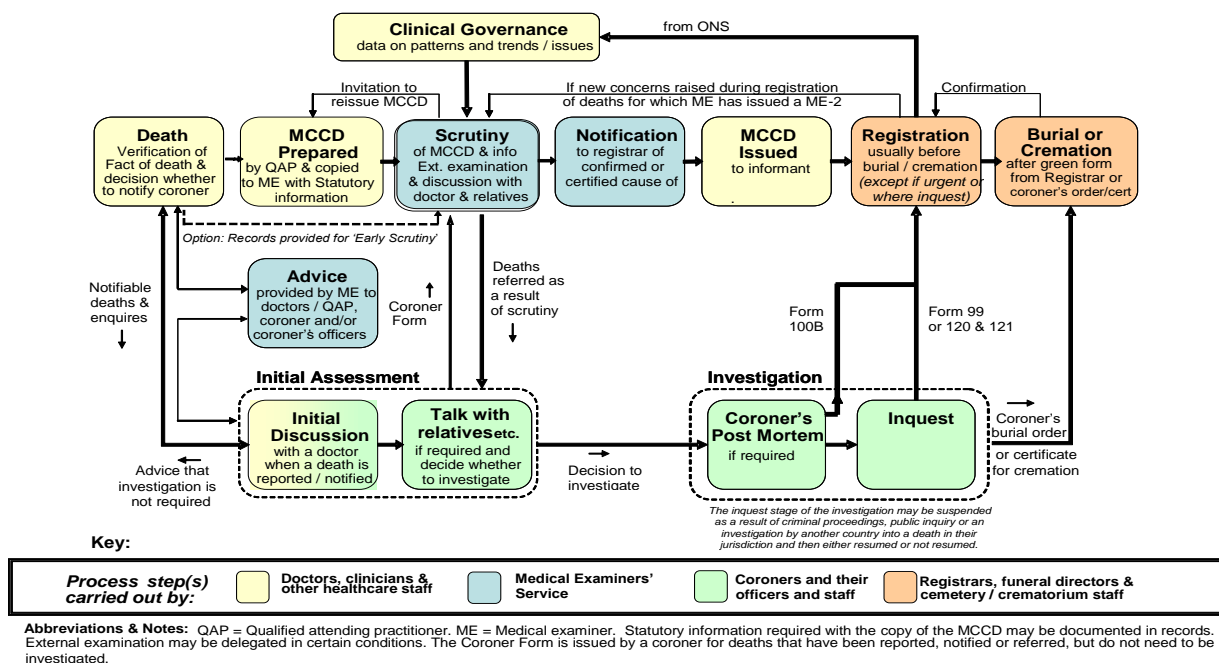 Clinical Governance
data on patterns and trends / issues
from ONS
Invitation to
reissue MCCD
If new concerns raised during registration
of deaths for which ME has issued a ME-2
Confirmation
Death
Verification of
Fact of death &
decision whether
to notify coroner
MCCD
Prepared
by QAP & copied
to ME with Statutory
information
Scrutiny
of MCCD & info
Ext. examination
& discussion with
doctor & relatives
Notification
to registrar of
confirmed or
certified cause of
MCCD
Issued
to informant
.
Registration
usually before
burial / cremation
(except if urgent or
where inquest)
Burial or
Cremation
after green form
from Registrar or
coroner's order/cert
Option: Records provided for 'Early Scrutiny'
Notifiable
deaths &
enquires
Advice
provided by ME to
doctors / QAP,
coroner and/or
coroner's officers
Coroner
Form
Deaths
referred as
a result
of scrutiny
Form
100B
Form 99
or 120 & 121
Initial Assessment
Initial
Discussion
with a doctor
when a death is
reported / notified
Talk with
relatives etc.
if required and
decide whether
to investigate
Advice that
investigation is
not required
Decision to
investigate
Investigation
Coroner's
Post Mortem
if required
Inquest
Coroner's
burial order
or certificate
for cremation
The inquest stage of the investigation may be suspended
as a result of criminal proceedings, public inquiry or an
investigation by another country into a death in their
jurisdiction and then either resumed or not resumed.
Key:
Process step(s)
carried out by:
Doctors, clinicians &
other healthcare staff
Medical Examiners'
Service
Coroners and their
officers and staff
Registrars, funeral directors &
cemetery / crematorium staff
Abbreviations & Notes: QAP = Qualified attending practitioner. ME = Medical examiner. Statutory information required with the copy of the MCCD may be documented in records.
External examination may be delegated in certain conditions. The Coroner Form is issued by a coroner for deaths that have been reported, notified or referred, but do not need to be
investigated.